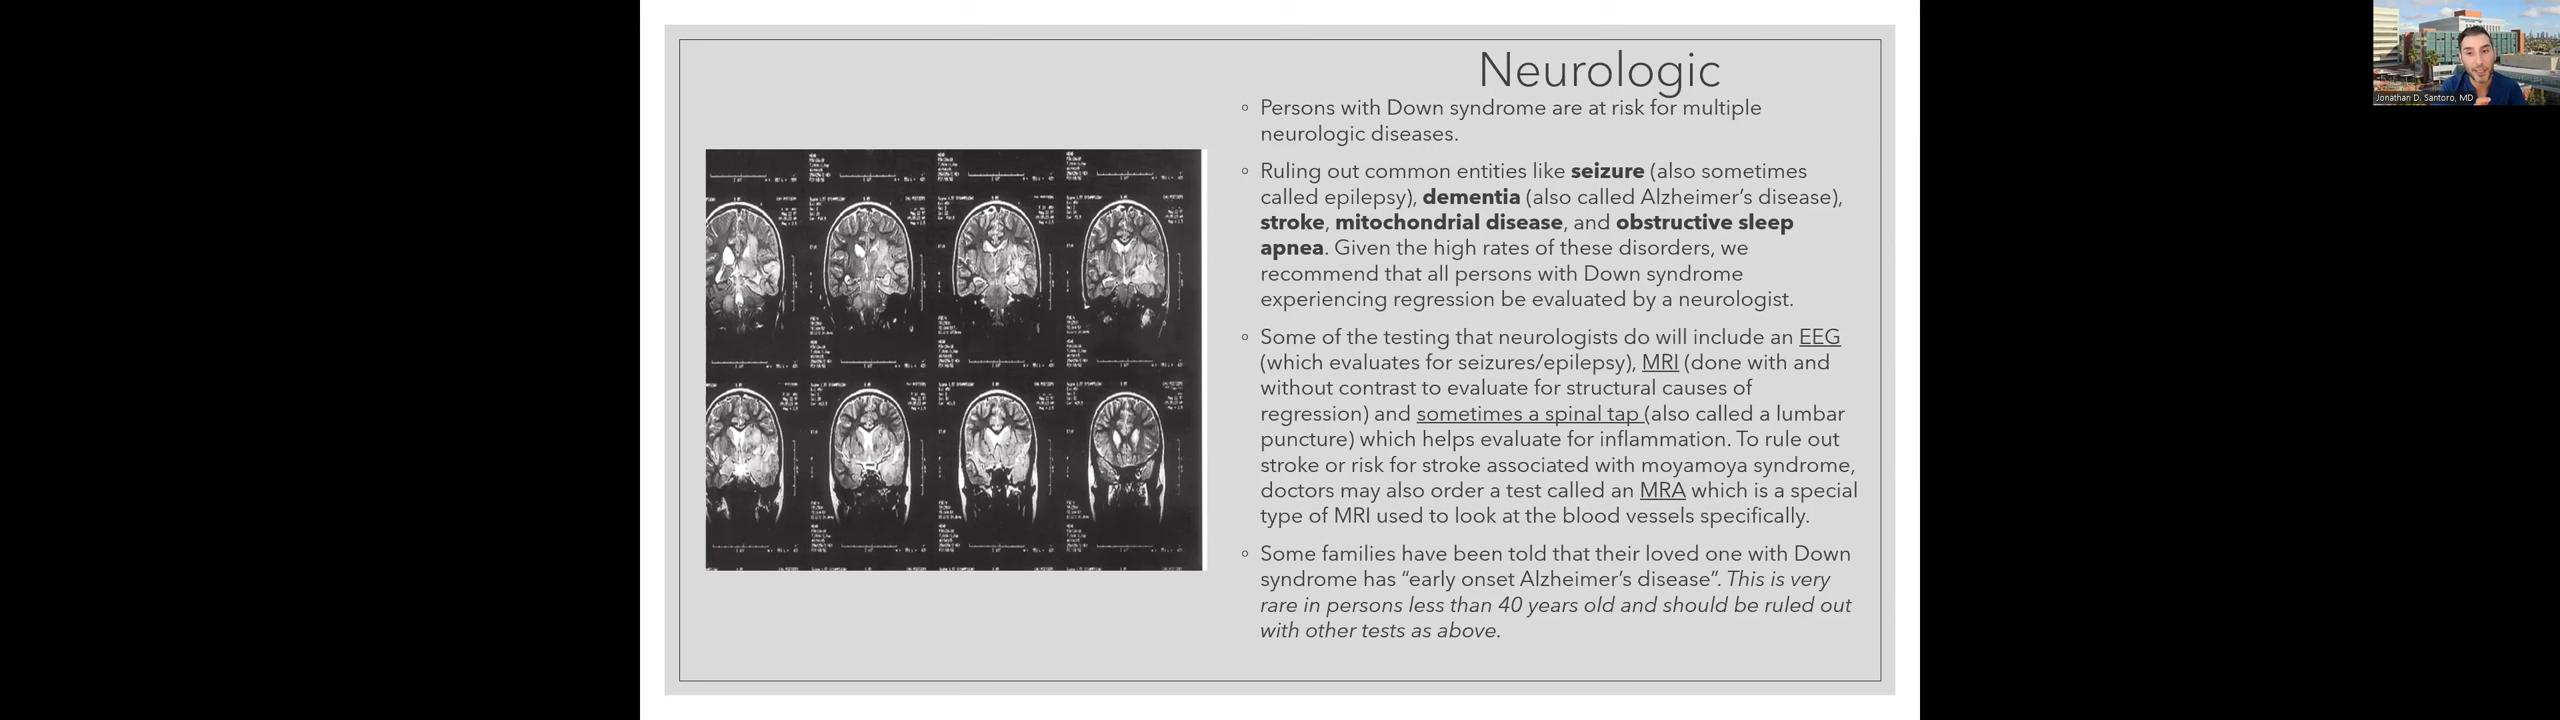 Neurologic
◦ Persons with Down syndrome are at risk for multiple
neurologic diseases.
◦ Ruling out common entities like seizure (also sometimes
called epilepsy), dementia (also called Alzheimer’s disease),
stroke, mitochondrial disease, and obstructive sleep
apnea. Given the high rates of these disorders, we
recommend that all persons with Down syndrome
experiencing regression be evaluated by a neurologist.
◦ Some of the testing that neurologists do will include an EEG
(which evaluates for seizures/epilepsy), MRI (done with and
without contrast to evaluate for structural causes of
regression) and sometimes a spinal tap (also called a lumbar
puncture) which helps evaluate for inflammation. To rule out
stroke or risk for stroke associated with moyamoya syndrome,
doctors may also order a test called an MRA which is a special
type of MRI used to look at the blood vessels specifically.
◦ Some families have been told that their loved one with Down
syndrome has “early onset Alzheimer’s disease”. This is very
rare in persons less than 40 years old and should be ruled out
with other tests as above.
Jonathan D. Santoro, MD